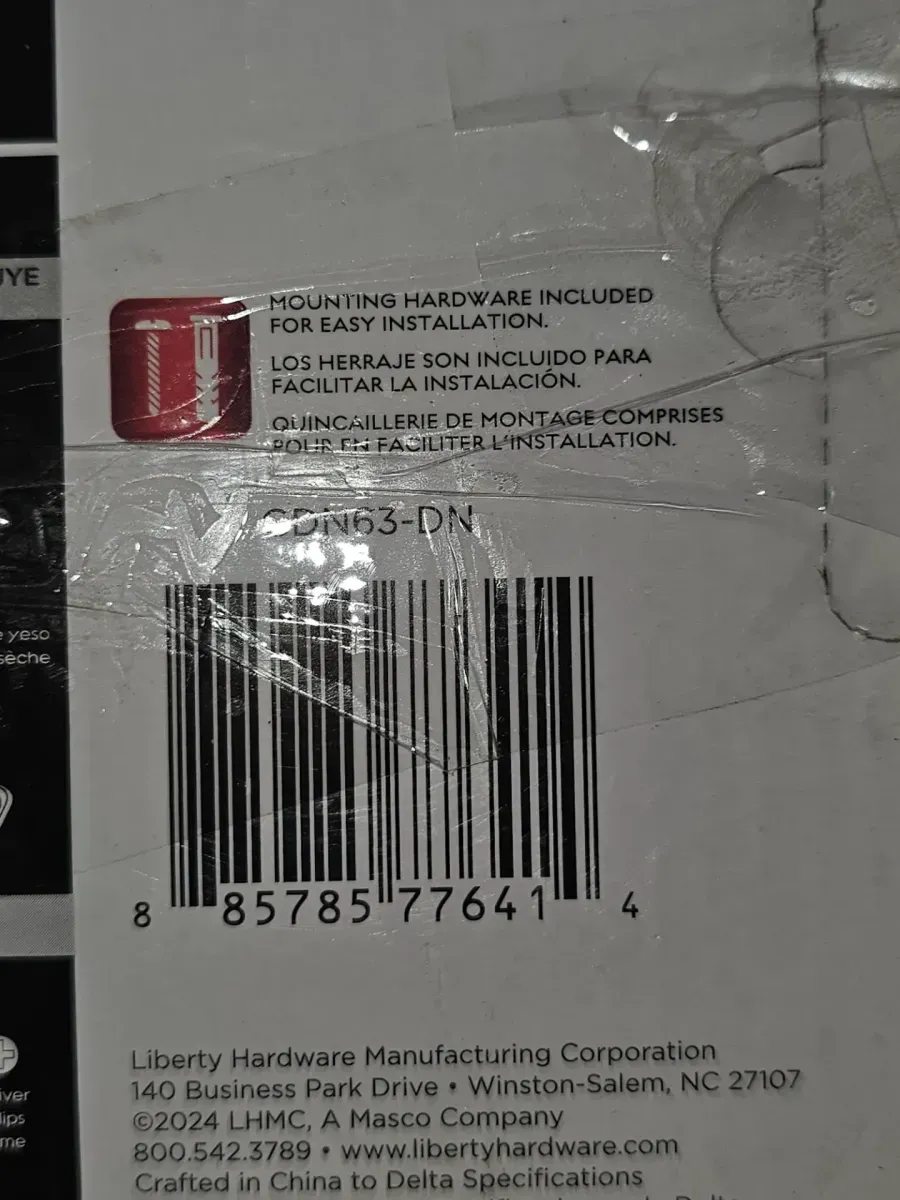 UYE
MOUNTING HARDWARE INCLUDED
FOR EASY INSTALLATION.
LOS HERRAJE SON INCLUIDO PARA
FACILITAR LA INSTALACIÓN.
QUINCAILLERIE DE MONTAGE COMPRISES
POUR EN FACILITER L'INSTALLATION.
CDN63-DN
yeso
sèche
8 85785 77641 4
iver
lips
me
Liberty Hardware Manufacturing Corporation
140 Business Park Drive • Winston-Salem, NC 27107
©2024 LHMC, A Masco Company
800.542.3789 • www.libertyhardware.com
Crafted in China to Delta Specifications